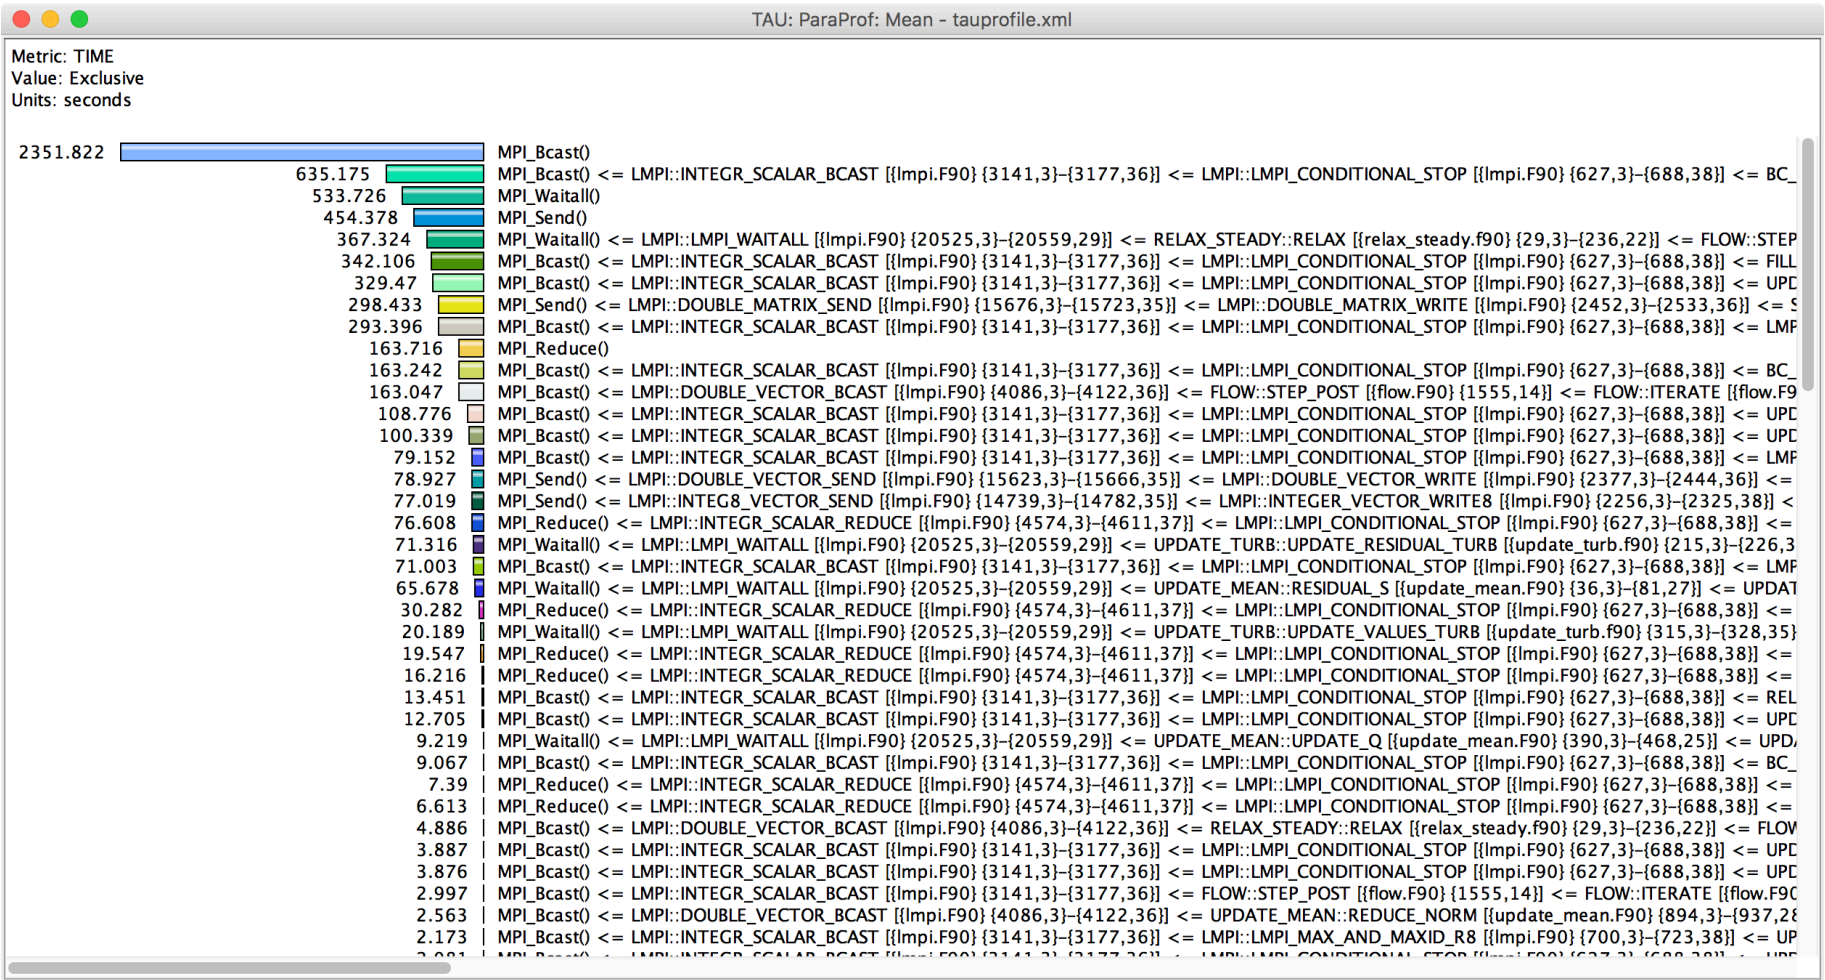 TAU: ParaProf: Mean - tauprofile.xml
Metric: TIME
Value: Exclusive
Units: seconds
2351.822 MPI_Bcast()
635.175 MPI_Bcast() <= LMPI::INTEGR_SCALAR_BCAST [{lmpi.F90} {3141,3}-{3177,36}] <= LMPI::LMPI_CONDITIONAL_STOP [{lmpi.F90} {627,3}-{688,38}] <= BC_
533.726 MPI_Waitall()
454.378 MPI_Send()
367.324 MPI_Waitall() <= LMPI::LMPI_WAITALL [{lmpi.F90} {20525,3}-{20559,29}] <= RELAX_STEADY::RELAX [{relax_steady.f90} {29,3}-{236,22}] <= FLOW::STEP
342.106 MPI_Bcast() <= LMPI::INTEGR_SCALAR_BCAST [{lmpi.F90} {3141,3}-{3177,36}] <= LMPI::LMPI_CONDITIONAL_STOP [{lmpi.F90} {627,3}-{688,38}] <= FILL
329.47 MPI_Bcast() <= LMPI::INTEGR_SCALAR_BCAST [{lmpi.F90} {3141,3}-{3177,36}] <= LMPI::LMPI_CONDITIONAL_STOP [{lmpi.F90} {627,3}-{688,38}] <= UPD
298.433 MPI_Send() <= LMPI::DOUBLE_MATRIX_SEND [{lmpi.F90} {15676,3}-{15723,35}] <= LMPI::DOUBLE_MATRIX_WRITE [{lmpi.F90} {2452,3}-{2533,36}] <= S
293.396 MPI_Bcast() <= LMPI::INTEGR_SCALAR_BCAST [{lmpi.F90} {3141,3}-{3177,36}] <= LMPI::LMPI_CONDITIONAL_STOP [{lmpi.F90} {627,3}-{688,38}] <= LMP
163.716 MPI_Reduce()
163.242 MPI_Bcast() <= LMPI::INTEGR_SCALAR_BCAST [{lmpi.F90} {3141,3}-{3177,36}] <= LMPI::LMPI_CONDITIONAL_STOP [{lmpi.F90} {627,3}-{688,38}] <= BC_
163.047 MPI_Bcast() <= LMPI::DOUBLE_VECTOR_BCAST [{lmpi.F90} {4086,3}-{4122,36}] <= FLOW::STEP_POST [{flow.F90} {1555,14}] <= FLOW::ITERATE [{flow.F9
108.776 MPI_Bcast() <= LMPI::INTEGR_SCALAR_BCAST [{lmpi.F90} {3141,3}-{3177,36}] <= LMPI::LMPI_CONDITIONAL_STOP [{lmpi.F90} {627,3}-{688,38}] <= UPD
100.339 MPI_Bcast() <= LMPI::INTEGR_SCALAR_BCAST [{lmpi.F90} {3141,3}-{3177,36}] <= LMPI::LMPI_CONDITIONAL_STOP [{lmpi.F90} {627,3}-{688,38}] <= UPD
79.152 MPI_Bcast() <= LMPI::INTEGR_SCALAR_BCAST [{lmpi.F90} {3141,3}-{3177,36}] <= LMPI::LMPI_CONDITIONAL_STOP [{lmpi.F90} {627,3}-{688,38}] <= LMP
78.927 MPI_Send() <= LMPI::DOUBLE_VECTOR_SEND [{lmpi.F90} {15623,3}-{15666,35}] <= LMPI::DOUBLE_VECTOR_WRITE [{lmpi.F90} {2377,3}-{2444,36}] <=
77.019 MPI_Send() <= LMPI::INTEG8_VECTOR_SEND [{lmpi.F90} {14739,3}-{14782,35}] <= LMPI::INTEGER_VECTOR_WRITE8 [{lmpi.F90} {2256,3}-{2325,38}] <
76.608 MPI_Reduce() <= LMPI::INTEGR_SCALAR_REDUCE [{lmpi.F90} {4574,3}-{4611,37}] <= LMPI::LMPI_CONDITIONAL_STOP [{lmpi.F90} {627,3}-{688,38}] <=
71.316 MPI_Waitall() <= LMPI::LMPI_WAITALL [{lmpi.F90} {20525,3}-{20559,29}] <= UPDATE_TURB::UPDATE_RESIDUAL_TURB [{update_turb.f90} {215,3}-{226,3
71.003 MPI_Bcast() <= LMPI::INTEGR_SCALAR_BCAST [{lmpi.F90} {3141,3}-{3177,36}] <= LMPI::LMPI_CONDITIONAL_STOP [{lmpi.F90} {627,3}-{688,38}] <= LMP
65.678 MPI_Waitall() <= LMPI::LMPI_WAITALL [{lmpi.F90} {20525,3}-{20559,29}] <= UPDATE_MEAN::RESIDUAL_S [{update_mean.F90} {36,3}-{81,27}] <= UPDAT
30.282 MPI_Reduce() <= LMPI::INTEGR_SCALAR_REDUCE [{lmpi.F90} {4574,3}-{4611,37}] <= LMPI::LMPI_CONDITIONAL_STOP [{lmpi.F90} {627,3}-{688,38}] <=
20.189 MPI_Waitall() <= LMPI::LMPI_WAITALL [{lmpi.F90} {20525,3}-{20559,29}] <= UPDATE_TURB::UPDATE_VALUES_TURB [{update_turb.f90} {315,3}-{328,35}
19.547 MPI_Reduce() <= LMPI::INTEGR_SCALAR_REDUCE [{lmpi.F90} {4574,3}-{4611,37}] <= LMPI::LMPI_CONDITIONAL_STOP [{lmpi.F90} {627,3}-{688,38}] <=
16.216 MPI_Reduce() <= LMPI::INTEGR_SCALAR_REDUCE [{lmpi.F90} {4574,3}-{4611,37}] <= LMPI::LMPI_CONDITIONAL_STOP [{lmpi.F90} {627,3}-{688,38}] <=
13.451 MPI_Bcast() <= LMPI::INTEGR_SCALAR_BCAST [{lmpi.F90} {3141,3}-{3177,36}] <= LMPI::LMPI_CONDITIONAL_STOP [{lmpi.F90} {627,3}-{688,38}] <= REL
12.705 MPI_Bcast() <= LMPI::INTEGR_SCALAR_BCAST [{lmpi.F90} {3141,3}-{3177,36}] <= LMPI::LMPI_CONDITIONAL_STOP [{lmpi.F90} {627,3}-{688,38}] <= UPD
9.219 MPI_Waitall() <= LMPI::LMPI_WAITALL [{lmpi.F90} {20525,3}-{20559,29}] <= UPDATE_MEAN::UPDATE_Q [{update_mean.F90} {390,3}-{468,25}] <= UPDA
9.067 MPI_Bcast() <= LMPI::INTEGR_SCALAR_BCAST [{lmpi.F90} {3141,3}-{3177,36}] <= LMPI::LMPI_CONDITIONAL_STOP [{lmpi.F90} {627,3}-{688,38}] <= BC_
7.39 MPI_Reduce() <= LMPI::INTEGR_SCALAR_REDUCE [{lmpi.F90} {4574,3}-{4611,37}] <= LMPI::LMPI_CONDITIONAL_STOP [{lmpi.F90} {627,3}-{688,38}] <=
6.613 MPI_Reduce() <= LMPI::INTEGR_SCALAR_REDUCE [{lmpi.F90} {4574,3}-{4611,37}] <= LMPI::LMPI_CONDITIONAL_STOP [{lmpi.F90} {627,3}-{688,38}] <=
4.886 MPI_Bcast() <= LMPI::DOUBLE_VECTOR_BCAST [{lmpi.F90} {4086,3}-{4122,36}] <= RELAX_STEADY::RELAX [{relax_steady.f90} {29,3}-{236,22}] <= FLOW
3.887 MPI_Bcast() <= LMPI::INTEGR_SCALAR_BCAST [{lmpi.F90} {3141,3}-{3177,36}] <= LMPI::LMPI_CONDITIONAL_STOP [{lmpi.F90} {627,3}-{688,38}] <= UPD
3.876 MPI_Bcast() <= LMPI::INTEGR_SCALAR_BCAST [{lmpi.F90} {3141,3}-{3177,36}] <= LMPI::LMPI_CONDITIONAL_STOP [{lmpi.F90} {627,3}-{688,38}] <= UPD
2.997 MPI_Bcast() <= LMPI::INTEGR_SCALAR_BCAST [{lmpi.F90} {3141,3}-{3177,36}] <= FLOW::STEP_POST [{flow.F90} {1555,14}] <= FLOW::ITERATE [{flow.F90
2.563 MPI_Bcast() <= LMPI::DOUBLE_VECTOR_BCAST [{lmpi.F90} {4086,3}-{4122,36}] <= UPDATE_MEAN::REDUCE_NORM [{update_mean.F90} {894,3}-{937,28
2.173 MPI_Bcast() <= LMPI::INTEGR_SCALAR_BCAST [{lmpi.F90} {3141,3}-{3177,36}] <= LMPI::LMPI_MAX_AND_MAXID_R8 [{lmpi.F90} {700,3}-{723,38}] <= UP